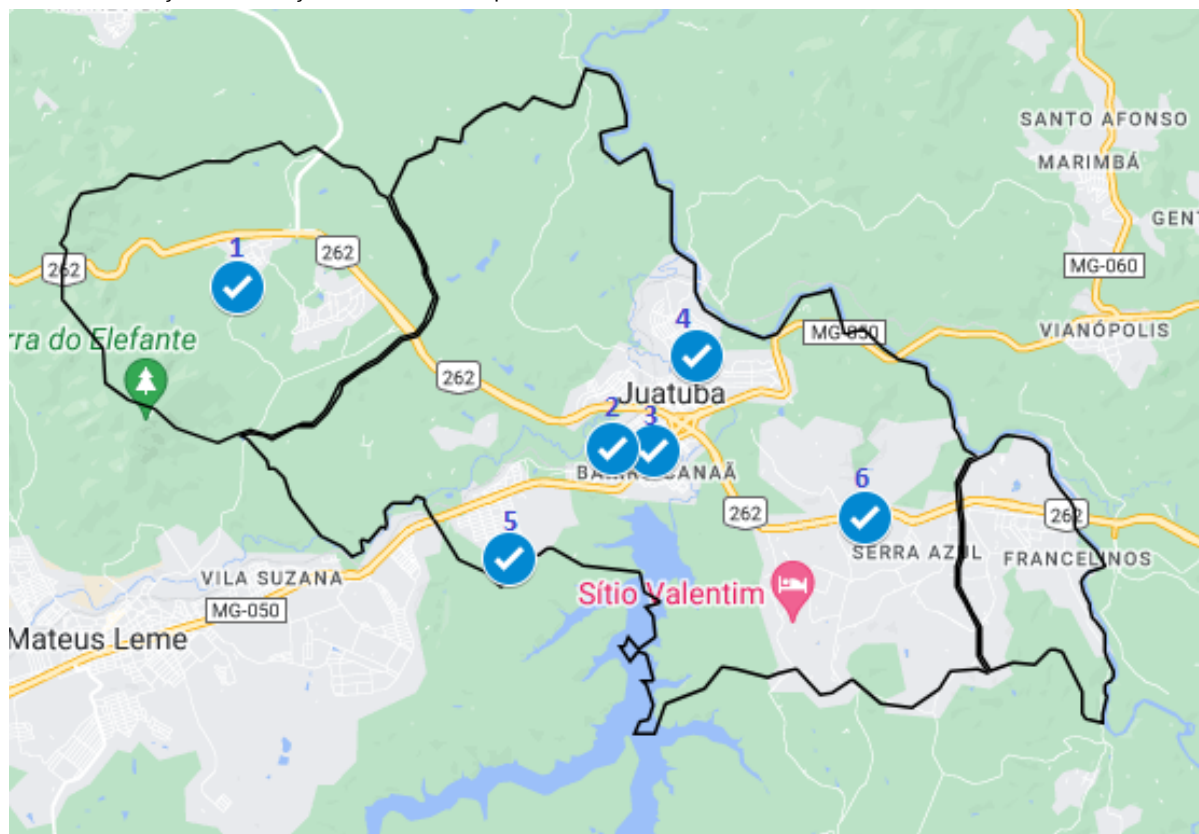 SANTO AFONSO
MARIMBÁ
GENT
1
262
262
MG-060
4
MG-050
VIANÓPOLIS
rra do Elefante
262
Juatuba
2
3
CANAÃ
6
5
262
262
SERRA AZUL
FRANCELINOS
VILA SUZANA
Sítio Valentim
MG-050
Mateus Leme